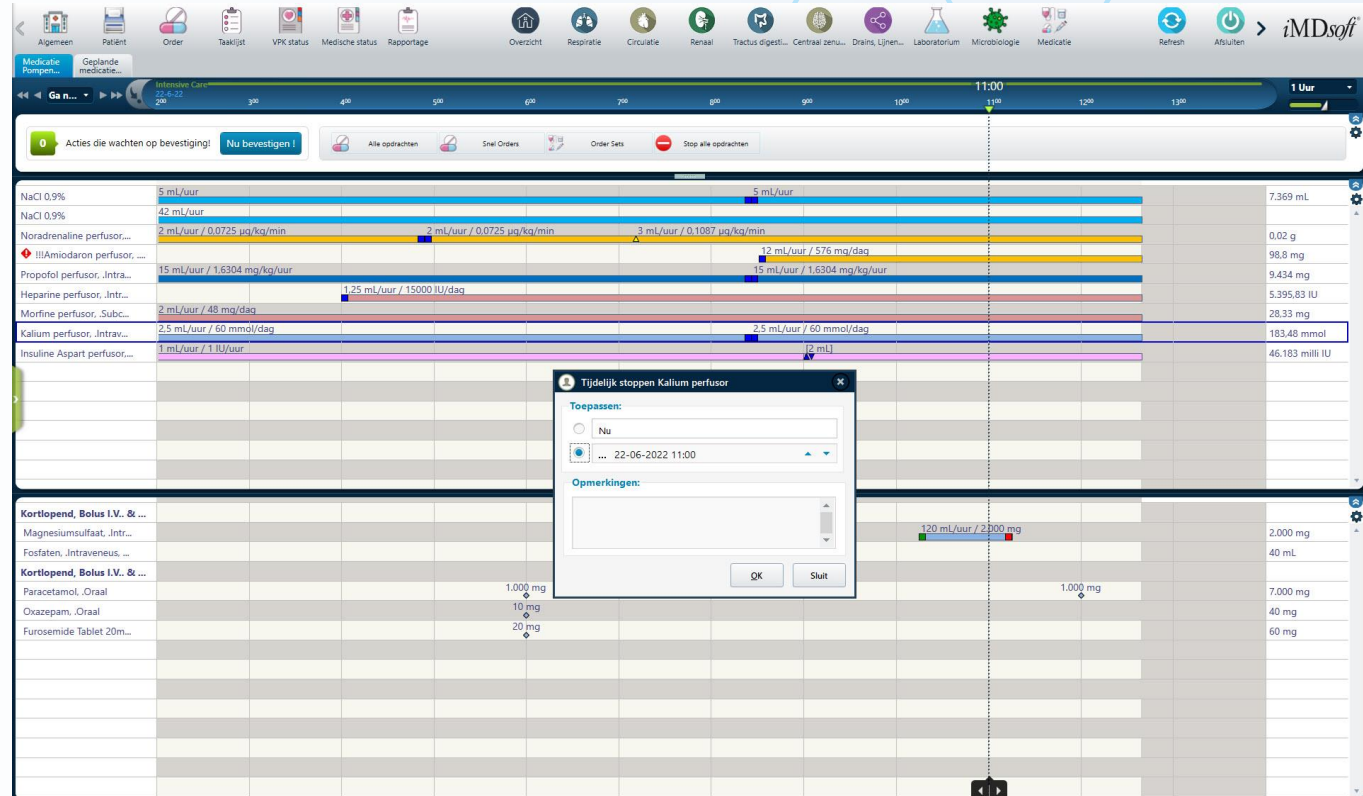 Algemeen Patiënt Order Taaklijst VPK status Medische status Rapportage Overzicht Respiratie Circulatie Renaal Tractus digesti... Centraal zenu... Drains, Lijnen... Laboratorium Microbiologie Medicatie Refresh Afsluiten iMDsoft
Medicatie Pompen... Geplande medicatie...
Intensive Care
22-6-22
11:00
Ga n... 1 Uur
2⁰⁰ 3⁰⁰ 4⁰⁰ 5⁰⁰ 6⁰⁰ 7⁰⁰ 8⁰⁰ 9⁰⁰ 10⁰⁰ 11⁰⁰ 12⁰⁰ 13⁰⁰
0 Acties die wachten op bevestiging! Nu bevestigen ! Alle opdrachten Snel Orders Order Sets Stop alle opdrachten
NaCl 0,9% 5 mL/uur 5 mL/uur 7.369 mL
NaCl 0,9% 42 mL/uur
Noradrenaline perfusor,... 2 mL/uur / 0,0725 µg/kg/min 2 mL/uur / 0,0725 µg/kg/min 3 mL/uur / 0,1087 µg/kg/min 0,02 g
!!!Amiodaron perfusor, .... 12 mL/uur / 576 mg/dag 98,8 mg
Propofol perfusor, .Intra... 15 mL/uur / 1,6304 mg/kg/uur 15 mL/uur / 1,6304 mg/kg/uur 9.434 mg
Heparine perfusor, .Intr... 1,25 mL/uur / 15000 IU/dag 5.395,83 IU
Morfine perfusor, .Subc... 2 mL/uur / 48 mg/dag 28,33 mg
Kalium perfusor, .Intrav... 2,5 mL/uur / 60 mmol/dag 2,5 mL/uur / 60 mmol/dag 183,48 mmol
Insuline Aspart perfusor,... 1 mL/uur / 1 IU/uur [2 mL] 46.183 milli IU
Tijdelijk stoppen Kalium perfusor
Toepassen:
Nu
... 22-06-2022 11:00
Opmerkingen:
OK Sluit
Kortlopend, Bolus I.V.. & ...
Magnesiumsulfaat, .Intr... 120 mL/uur / 2.000 mg 2.000 mg
Fosfaten, .Intraveneus, ... 40 mL
Kortlopend, Bolus I.V.. & ...
Paracetamol, .Oraal 1.000 mg 1.000 mg 7.000 mg
Oxazepam, .Oraal 10 mg 40 mg
Furosemide Tablet 20m... 20 mg 60 mg